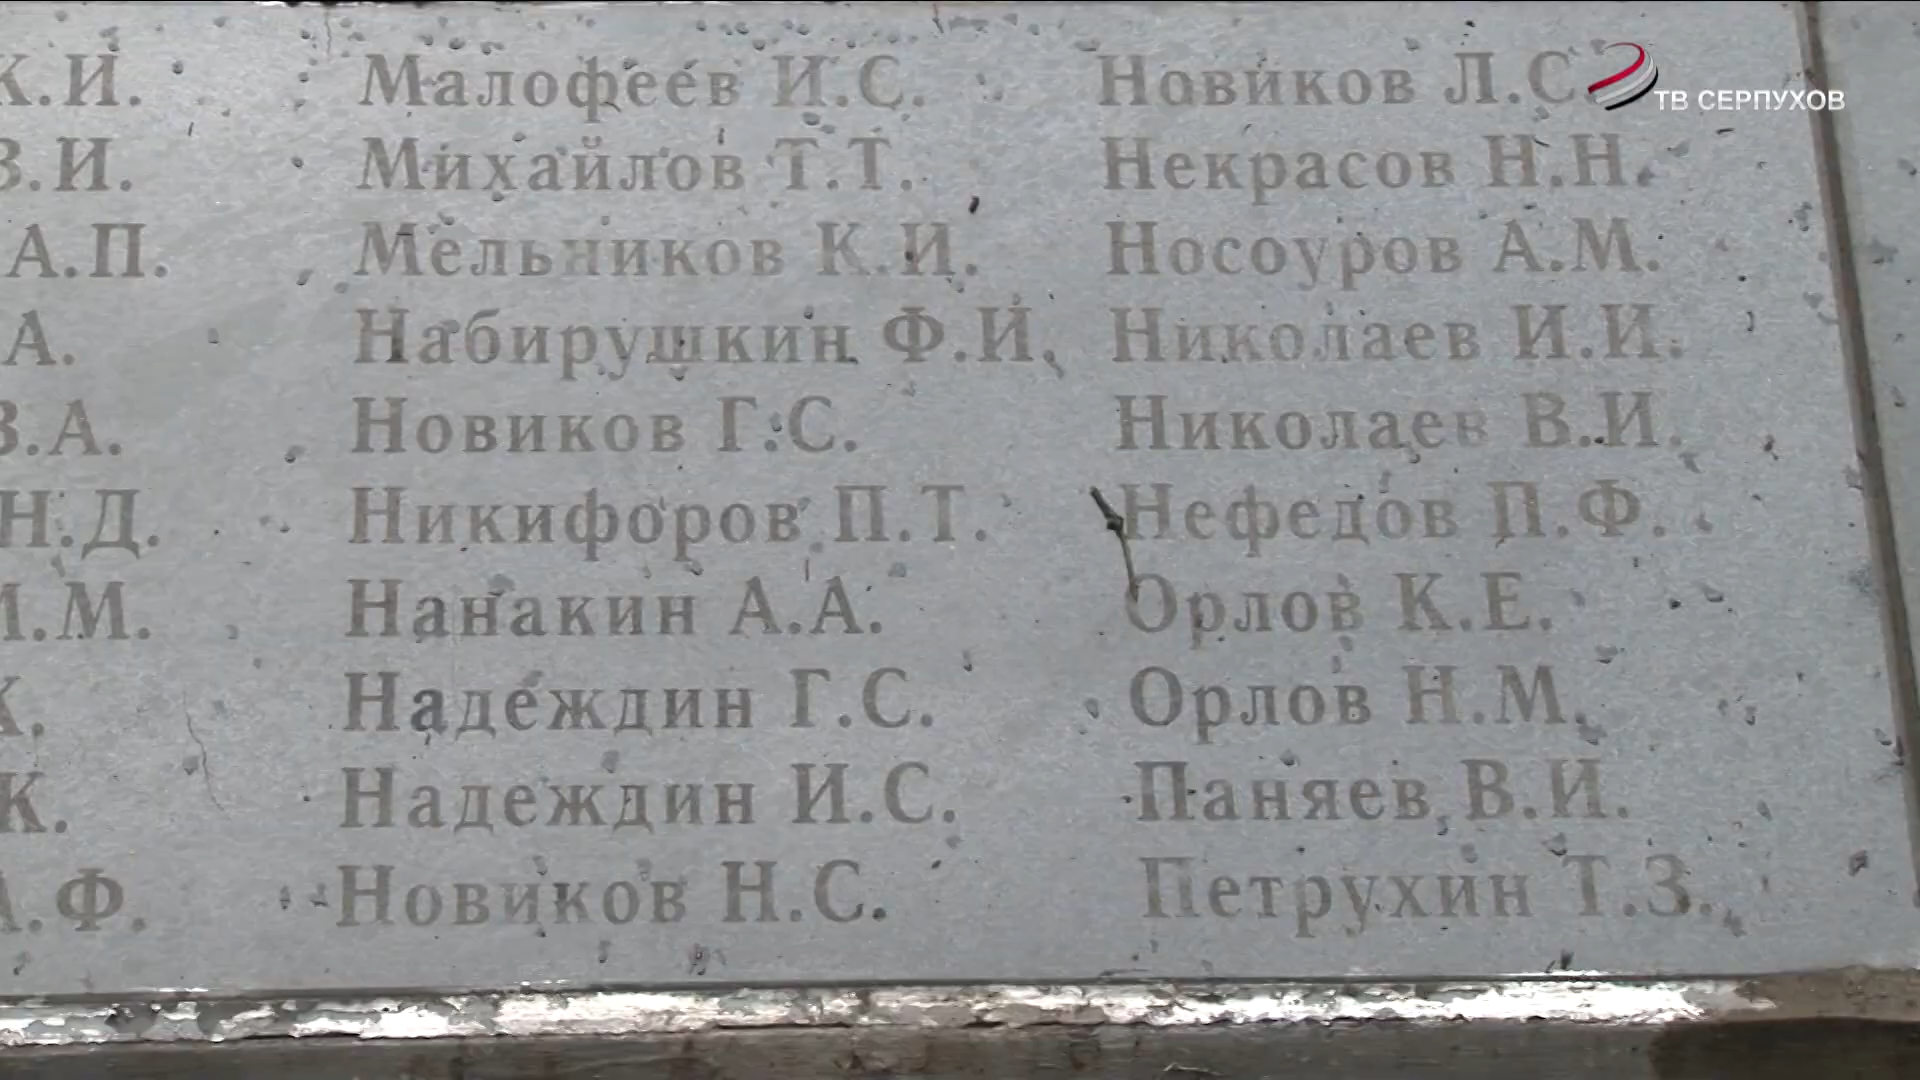 К.И. Малофеев И.С. Новиков Л.С.
ТВ СЕРПУХОВ
В.И. Михайлов Т.Т. Некрасов Н.Н.
А.П. Мельников К.И. Носоуров А.М.
А. Набирушкин Ф.И. Николаев И.И.
В.А. Новиков Г.С. Николаев В.И.
Н.Д. Никифоров П.Т. Нефедов П.Ф.
М.М. Нанакин А.А. Орлов К.Е.
К. Надеждин Г.С. Орлов Н.М.
К. Надеждин И.С. Паняев В.И.
А.Ф. Новиков Н.С. Петрухин Т.З.